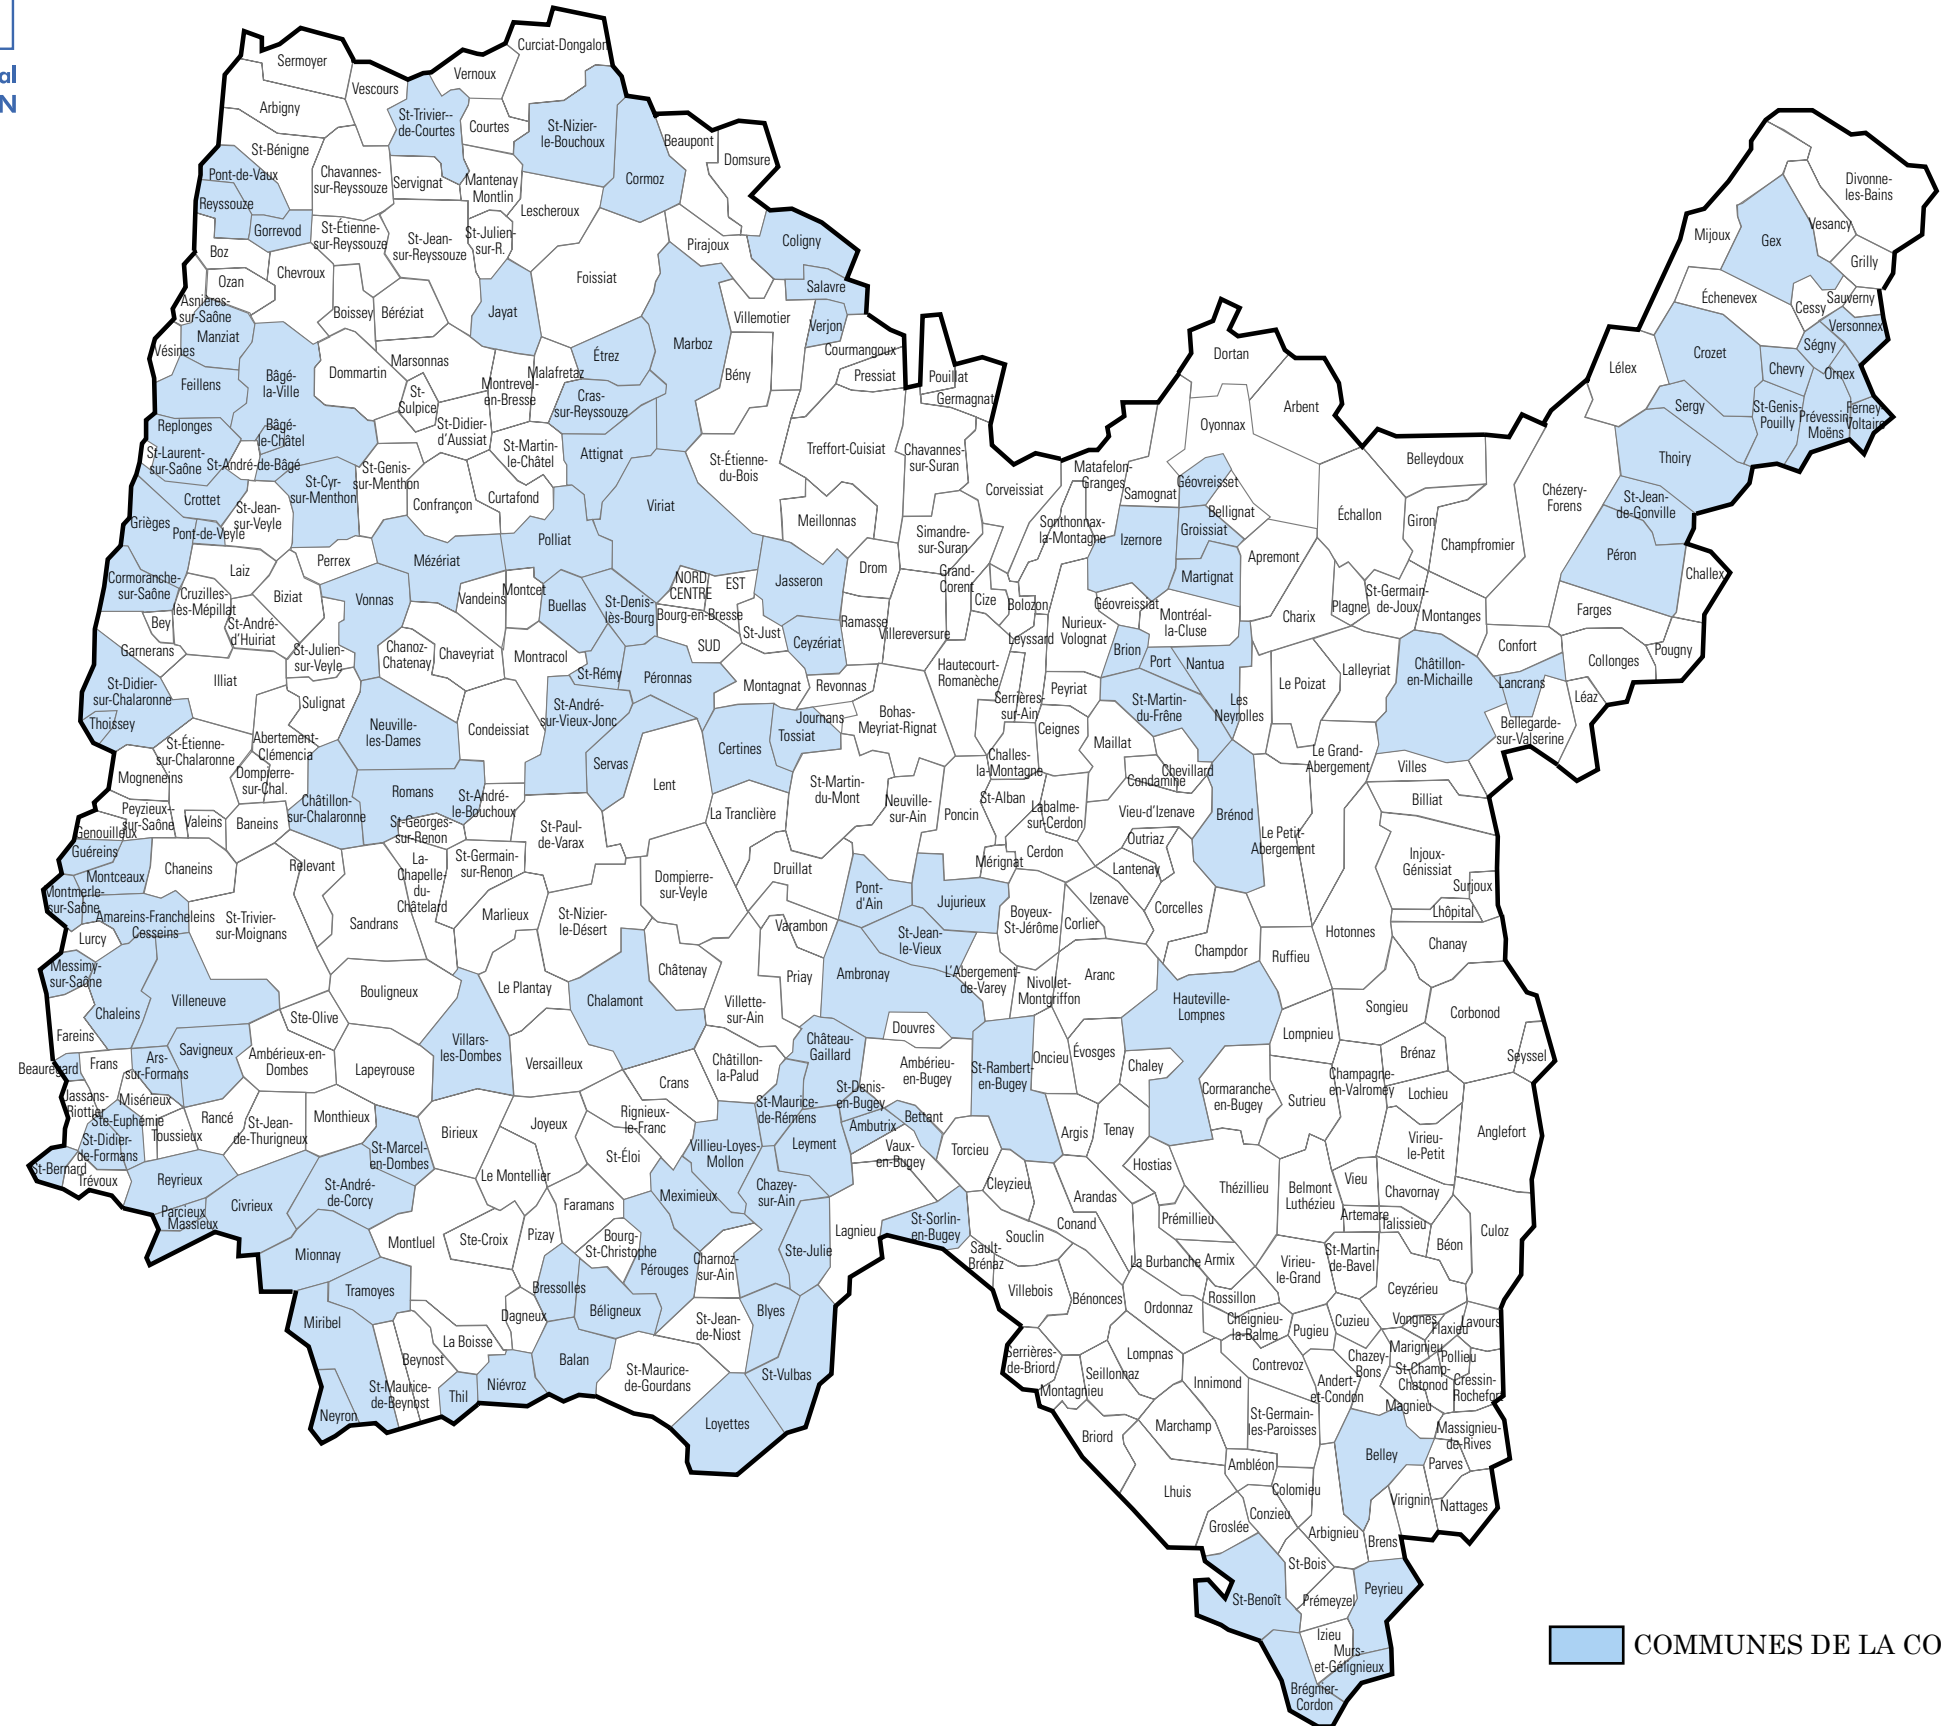 al
N
Curciat-Dongalon
Sermoyer
Vernoux
Vescours
Arbigny
St-Trivier--
de-Courtes
Courtes
St-Nizier-
le-Bouchoux
Beaupont
Domsure
St-Bénigne
Pont-de-Vaux
Chavannes-
sur-Reyssouze
Servignat
Mantenay
Montlin
Cormoz
Reyssouze
Gorrevod
St-Étienne-
sur-Reyssouze
St-Jean-
sur-Reyssouze
St-Julien-
sur-R.
Lescheroux
Pirajoux
Coligny
Boz
Ozan
Chevroux
Foissiat
Salavre
Asnières-
sur-Saône
Manziat
Boissey
Béréziat
Jayat
Villemotier
Verjon
Vésines
Feillens
Bâgé-
la-Ville
Dommartin
Marsonnas
Malafretaz
Étrez
Marboz
Bény
Courmangoux
Pressiat
Pouillat
Germagnat
St-
Sulpice
Montrevel-
en-Bresse
Cras-
sur-Reyssouze
Replonges
Bâgé-
le-Châtel
St-Didier-
d'Aussiat
St-Martin-
le-Châtel
Attignat
St-Étienne-
du-Bois
Treffort-Cuisiat
Chavannes-
sur-Suran
St-Laurent-
sur-Saône
St-André-de-Bâgé
St-Cyr-
sur-Menthon
St-Genis-
sur-Menthon
Confrançon
Curtafond
Viriat
Meillonnas
Corveissiat
Crottet
Grièges
Pont-de-Veyle
St-Jean-
sur-Veyle
Perrex
Mézériat
Polliat
Simandre-
sur-Suran
Cormoranche-
sur-Saône
Laiz
Cruzilles-
lès-Mépillat
Biziat
Vonnas
Vandeins
Montcet
Buellas
St-Denis-
lès-Bourg
NORD
CENTRE
EST
Bourg-en-Bresse
SUD
Jasseron
Drom
Grand-
Corent
Cize
Bolozon
Bey
St-André-
d'Huiriat
Garnerans
St-Julien-
sur-Veyle
Chanoz-
Chatenay
Chaveyriat
Montracol
St-Just
Ceyzériat
Ramasse
Villereversure
Leyssard
St-Didier-
sur-Chalaronne
Illiat
Sulignat
St-Rémy
Péronnas
Montagnat
Revonnas
Hautecourt-
Romanèche
Serrières-
sur-Ain
Thoissey
Neuville-
les-Dames
Condeissiat
St-André-
sur-Vieux-Jonc
Journans
Tossiat
Certines
Bohas-
Meyriat-Rignat
St-Étienne-
sur-Chalaronne
Abertement-
Clémencia
Servas
Lent
Challes-
la-Montagne
Mogneneins
Dompierre-
sur-Chal.
Châtillon-
sur-Chalaronne
Romans
St-André-
le-Bouchoux
St-Martin-
du-Mont
Neuville-
sur-Ain
Poncin
St-Alban
Labalme-
sur-Cerdon
Peyzieux--
sur-Saône
Valeins
Baneins
St-Georges-
sur-Renon
St-Paul-
de-Varax
La Tranclière
Genouilleux
Guéreins
Montceaux
Chaneins
Relevant
La-
Chapelle-
du-
Châtelard
St-Germain-
sur-Renon
Dompierre-
sur-Veyle
Druillat
Pont-
d'Ain
Jujurieux
Mérignat
Cerdon
Montmerle-
sur-Saône
Amareins-Francheleins
Cesseins
St-Trivier-
sur-Moignans
Sandrans
Marlieux
St-Nizier-
le-Désert
Varambon
St-Jean-
le-Vieux
Boyeux-
St-Jérôme
Corlier
Izenave
Lurcy
Messimy-
sur-Saône
Chaleins
Villeneuve
Bouligneux
Le Plantay
Chalamont
Châtenay
Priay
Ambronay
L'Abergement-
de-Varey
Nivollet-
Montgriffon
Aranc
Fareins
Ste-Olive
Villars-
les-Dombes
Villette-
sur-Ain
Douvres
Beauregard
Frans
Ars-
sur-Formans
Savigneux
Ambérieux-en-
Dombes
Lapeyrouse
Versailleux
Crans
Châtillon-
la-Palud
Château-
Gaillard
Ambérieu-
en-Bugey
St-Rambert-
en-Bugey
Oncieu
Évosges
Chaley
Jassans-
Riottier
Misérieux
Ste-Euphémie
Toussieux
Rancé
St-Jean-
de-Thurigneux
Monthieux
St-Didier-
de-Formans
St-Marcel-
en-Dombes
Birieux
Joyeux
Rignieux-
le-Franc
St-Maurice-
de-Rémens
St-Denis-
en-Bugey
Ambutrix
Bettant
Vaux-
en-Bugey
Torcieu
Argis
Tenay
St-Bernard
Trévoux
Reyrieux
Le Montellier
St-Éloi
Villieu-Loyes-
Mollon
Leyment
Parcieux
Massieux
Civrieux
St-André-
de-Corcy
Faramans
Meximieux
Chazey-
sur-Ain
Lagnieu
St-Sorlin-
en-Bugey
Cleyzieu
Arandas
Conand
Hostias
Mionnay
Montluel
Ste-Croix
Pizay
Bourg-
St-Christophe
Pérouges
Charnoz-
sur-Ain
Ste-Julie
Souclin
Sault-
Brénaz
Tramoyes
Miribel
Bressolles
Béligneux
Dagneux
Blyes
St-Jean-
de-Niost
Villebois
Bénonces
La Boisse
Beynost
Balan
St-Maurice-
de-Gourdans
St-Vulbas
Neyron
St-Maurice-
de-Beynost
Thil
Niévroz
Loyettes
Dortan
Arbent
Oyonnax
Matafelon-
Granges
Samognat
Géovreisset
Bellignat
Sonthonnax-
la-Montagne
Izernore
Groissiat
Martignat
Apremont
Échallon
Belleydoux
Giron
Champfromier
Chézery-
Forens
Géovreissiat
Montréal-
la-Cluse
Nurieux-
Volognat
Charix
Plagne
St-Germain-
de-Joux
Montanges
Brion
Port
Nantua
Les
Neyrolles
Peyriat
St-Martin-
du-Frêne
Ceignes
Maillat
Le Poizat
Lalleyriat
Châtillon-
en-Michaille
Confort
Lancrans
Léaz
Bellegarde-
sur-Valserine
Condamine
Chevillard
Vieu-d'Izenave
Brénod
Le Grand-
Abergement
Le Petit-
Abergement
Villes
Billiat
Outriaz
Lantenay
Corcelles
Champdor
Ruffieu
Hotonnes
Injoux-
Génissiat
Surjoux
Lhôpital
Chanay
Hauteville-
Lompnes
Lompnieu
Songieu
Corbonod
Seyssel
Brénaz
Cormaranche-
en-Bugey
Sutrieu
Champagne-
en-Valromey
Lochieu
Virieu-
le-Petit
Anglefort
Thézillieu
Belmont
Luthézieu
Vieu
Chavornay
Artemare
Talissieu
Béon
Culoz
Prémillieu
La Burbanche
Armix
Virieu-
le-Grand
St-Martin-
de-Bavel
Ceyzérieu
Rossillon
Ordonnaz
Cheignieu-
la-Balme
Pugieu
Cuzieu
Vongnes
Flaxieu
Lavours
Marignieu
Pollieu
Serrières-
de-Briord
Montagnieu
Seillonnaz
Lompnas
Contrevoz
Innimond
Chazey-
Bons
Andert-
et-Condon
St-Champ-
Chatonod
Cressin-
Rochefort
Magnieu
Massignieu-
de-Rives
Briord
Marchamp
St-Germain-
les-Paroisses
Belley
Parves
Virignin
Nattages
Lhuis
Ambléon
Colomieu
Conzieu
Groslée
Arbignieu
Brens
St-Bois
St-Benoît
Prémeyzel
Peyrieu
Izieu
Murs-
et-Gélignieux
Brégnier-
Cordon
Divonne-
les-Bains
Vesancy
Gex
Mijoux
Grilly
Échenevex
Cessy
Sauverny
Versonnex
Ségny
Lélex
Crozet
Chevry
Ornex
Sergy
St-Genis-
Pouilly
Prévessin-
Moëns
Ferney-
Voltaire
Thoiry
St-Jean-
de-Gonville
Péron
Challex
Farges
Collonges
Pougny
COMMUNES DE LA CO